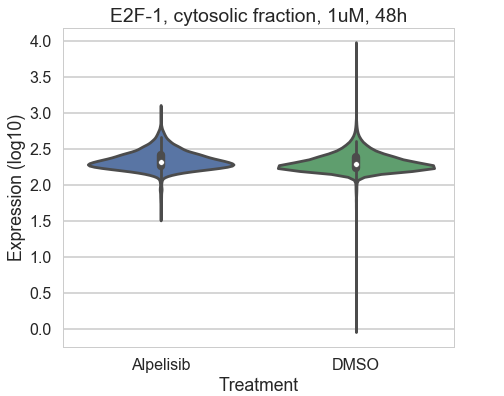 E2F-1, cytosolic fraction, 1uM, 48h
4.0
3.5
3.0
2.5
2.0
1.5
1.0
0.5
0.0
Expression (log10)
Alpelisib DMSO
Treatment